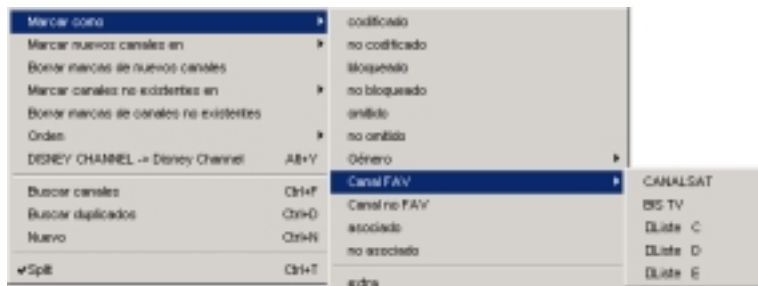 Marcar como
Marcar nuevos canales en
Borrar marcas de nuevos canales
Marcar canales no existentes en
Borrar marcas de canales no existentes
Orden
DISNEY CHANNEL -> Disney Channel Alt+V
Buscar canales Ctrl+F
Buscar duplicados Ctrl+D
Nuevo Ctrl+N
Split Ctrl+T
codificado
no codificado
bloqueado
no bloqueado
omitido
no omitido
Género
Canal FAV
Canal no FAV
asociado
no asociado
extra
CANALSAT
BIS TV
Liste C
Liste D
Liste E